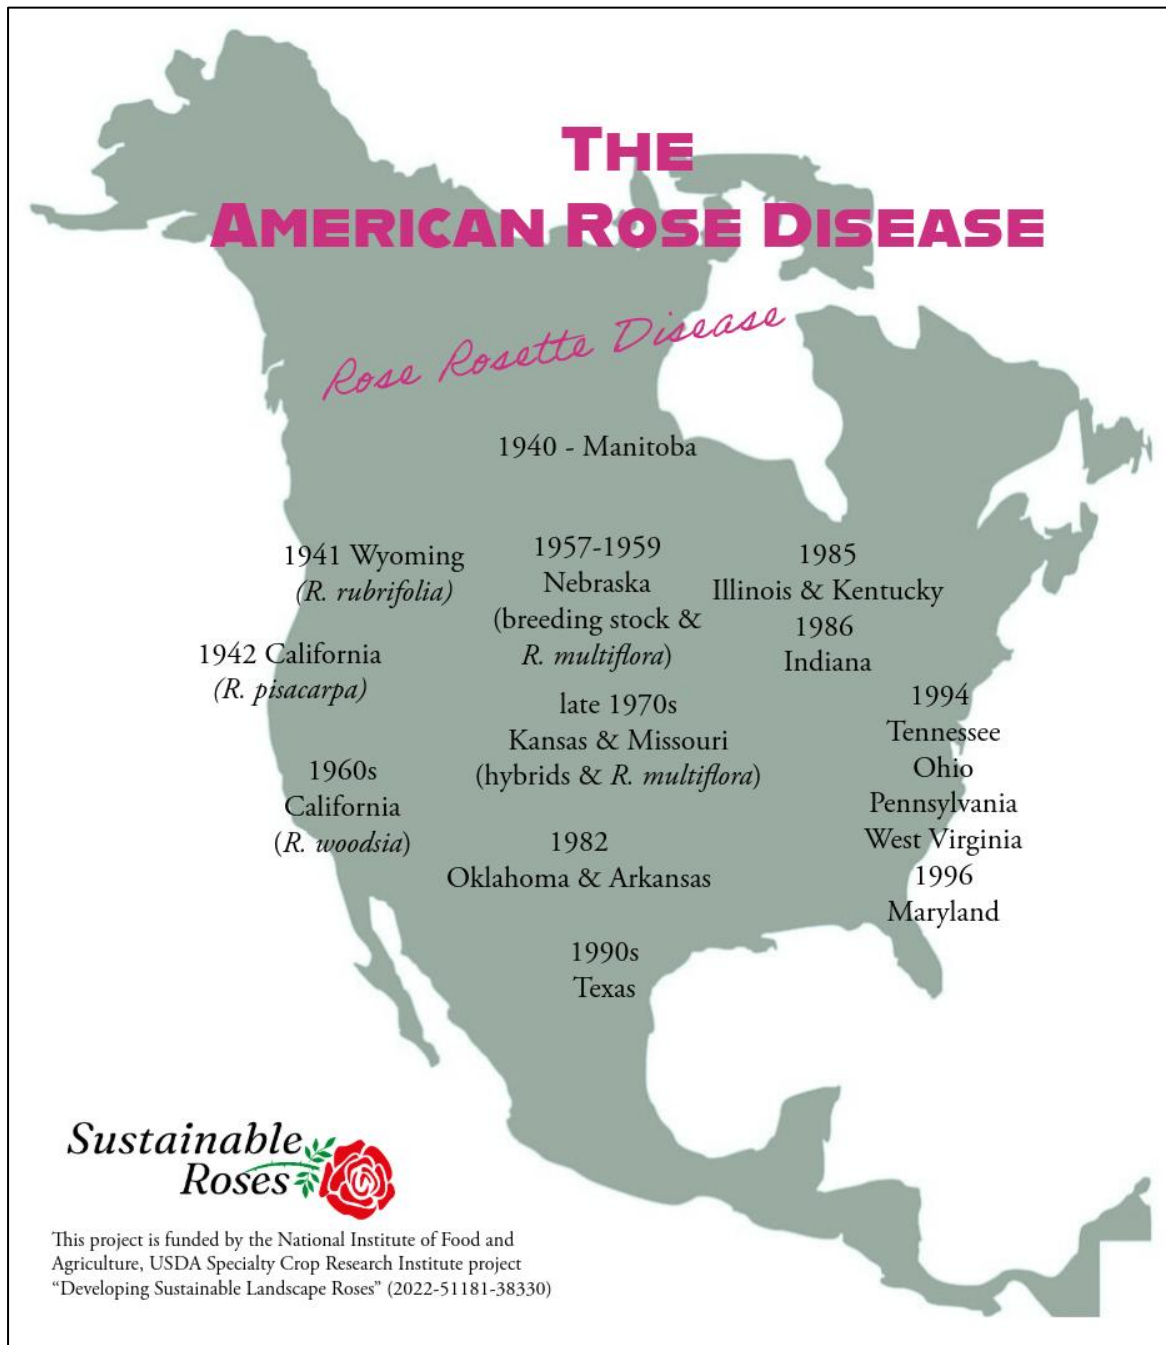 THE
AMERICAN ROSE DISEASE
Rose Rosette Disease
1940 - Manitoba
1941 Wyoming
(R. rubrifolia)
1942 California
(R. pisacarpa)
1960s
California
(R. woodsia)
1957-1959
Nebraska
(breeding stock &
R. multiflora)
late 1970s
Kansas & Missouri
(hybrids & R. multiflora)
1982
Oklahoma & Arkansas
1990s
Texas
1985
Illinois & Kentucky
1986
Indiana
1994
Tennessee
Ohio
Pennsylvania
West Virginia
1996
Maryland
Sustainable
Roses
This project is funded by the National Institute of Food and
Agriculture, USDA Specialty Crop Research Institute project
“Developing Sustainable Landscape Roses” (2022-51181-38330)